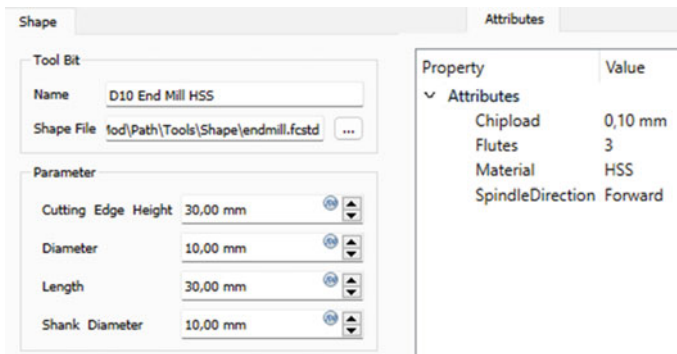 Shape
Tool Bit
Name D10 End Mill HSS
Shape File Mod\Path\Tools\Shape\endmill.fcstd ...
Parameter
Cutting Edge Height 30,00 mm
Diameter 10,00 mm
Length 30,00 mm
Shank Diameter 10,00 mm
Attributes
Property Value
Attributes
Chipload 0,10 mm
Flutes 3
Material HSS
SpindleDirection Forward